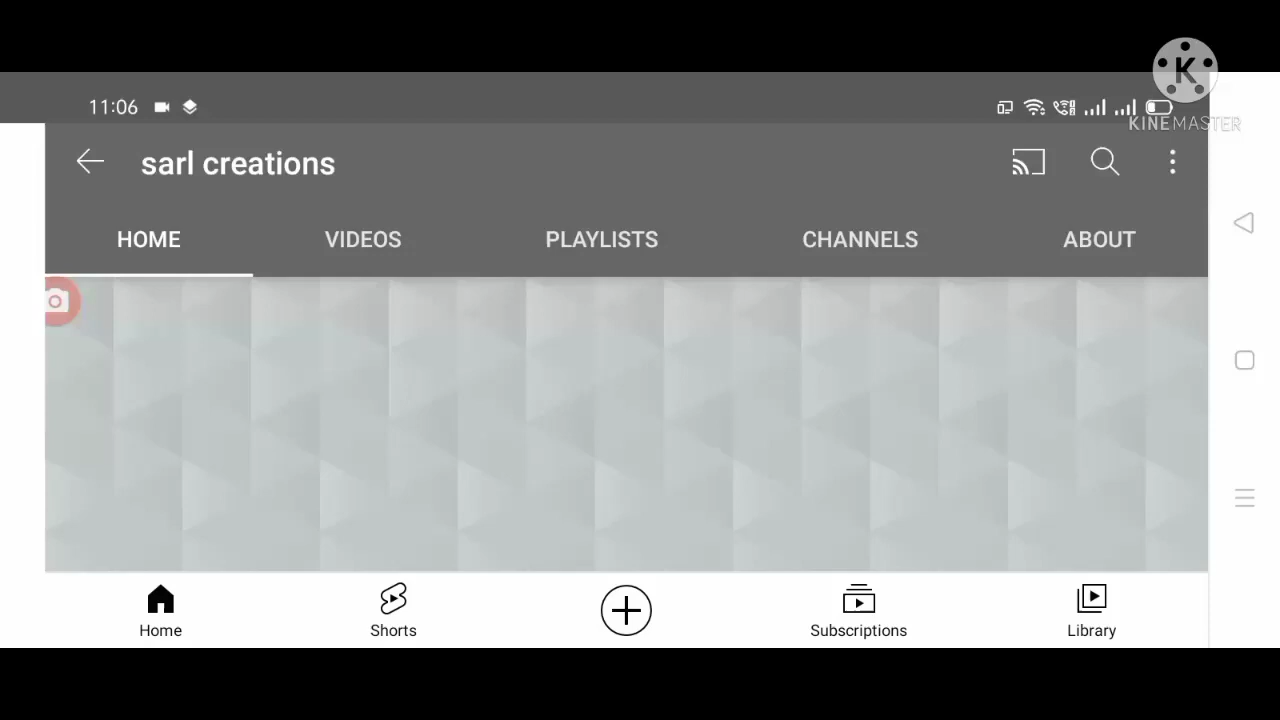 11:06
K
KINEMASTER
sarl creations
HOME VIDEOS PLAYLISTS CHANNELS ABOUT
Home Shorts Subscriptions Library